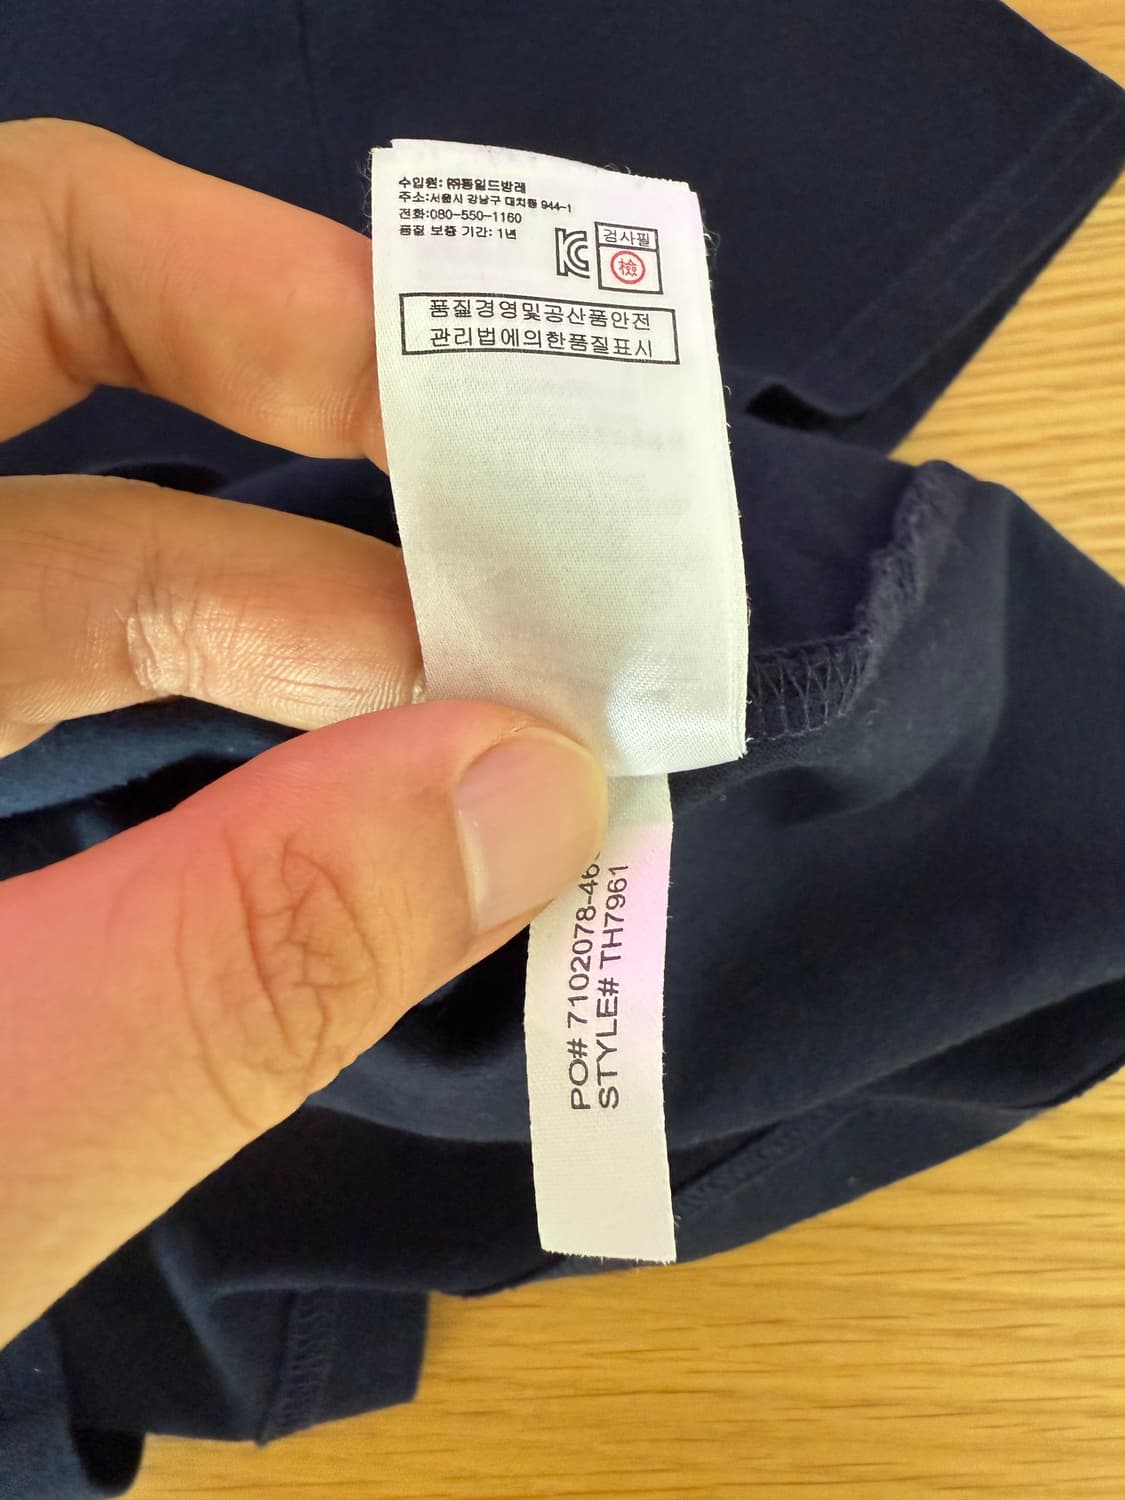 수입원: ㈜동일드방레
주소:서울시 강남구 대치동 944-1
전화:080-550-1160
품질 보증 기간: 1년
검사필
檢
품질경영및공산품안전
관리법에의한품질표시
PO# 7102078-46
STYLE# TH7961